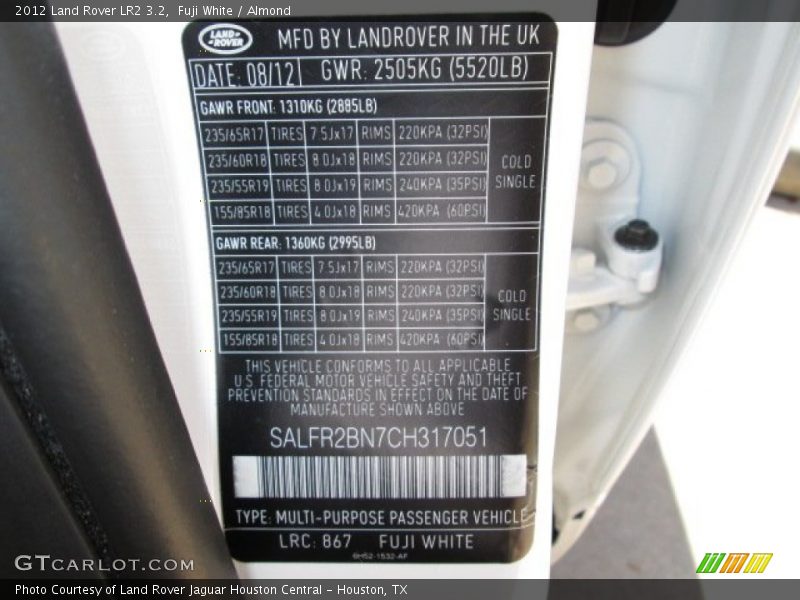 2012 Land Rover LR2 3.2, Fuji White / Almond
LAND-ROVER MFD BY LANDROVER IN THE UK
DATE: 08/12 GWR: 2505KG (5520LB)
GAWR FRONT: 1310KG (2885LB)
235/65R17 TIRES 7.5Jx17 RIMS 220KPA (32PSI)
235/60R18 TIRES 8.0Jx18 RIMS 220KPA (32PSI)
235/55R19 TIRES 8.0Jx19 RIMS 240KPA (35PSI)
155/85R18 TIRES 4.0Jx18 RIMS 420KPA (60PSI)
COLD
SINGLE
GAWR REAR: 1360KG (2995LB)
235/65R17 TIRES 7.5Jx17 RIMS 220KPA (32PSI)
235/60R18 TIRES 8.0Jx18 RIMS 220KPA (32PSI)
235/55R19 TIRES 8.0Jx19 RIMS 240KPA (35PSI)
155/85R18 TIRES 4.0Jx18 RIMS 420KPA (60PSI)
COLD
SINGLE
THIS VEHICLE CONFORMS TO ALL APPLICABLE
U.S. FEDERAL MOTOR VEHICLE SAFETY AND THEFT
PREVENTION STANDARDS IN EFFECT ON THE DATE OF
MANUFACTURE SHOWN ABOVE
SALFR2BN7CH317051
TYPE: MULTI-PURPOSE PASSENGER VEHICLE
LRC: 867 FUJI WHITE
6H52-1532-AF
GTCARLOT.COM
Photo Courtesy of Land Rover Jaguar Houston Central - Houston, TX